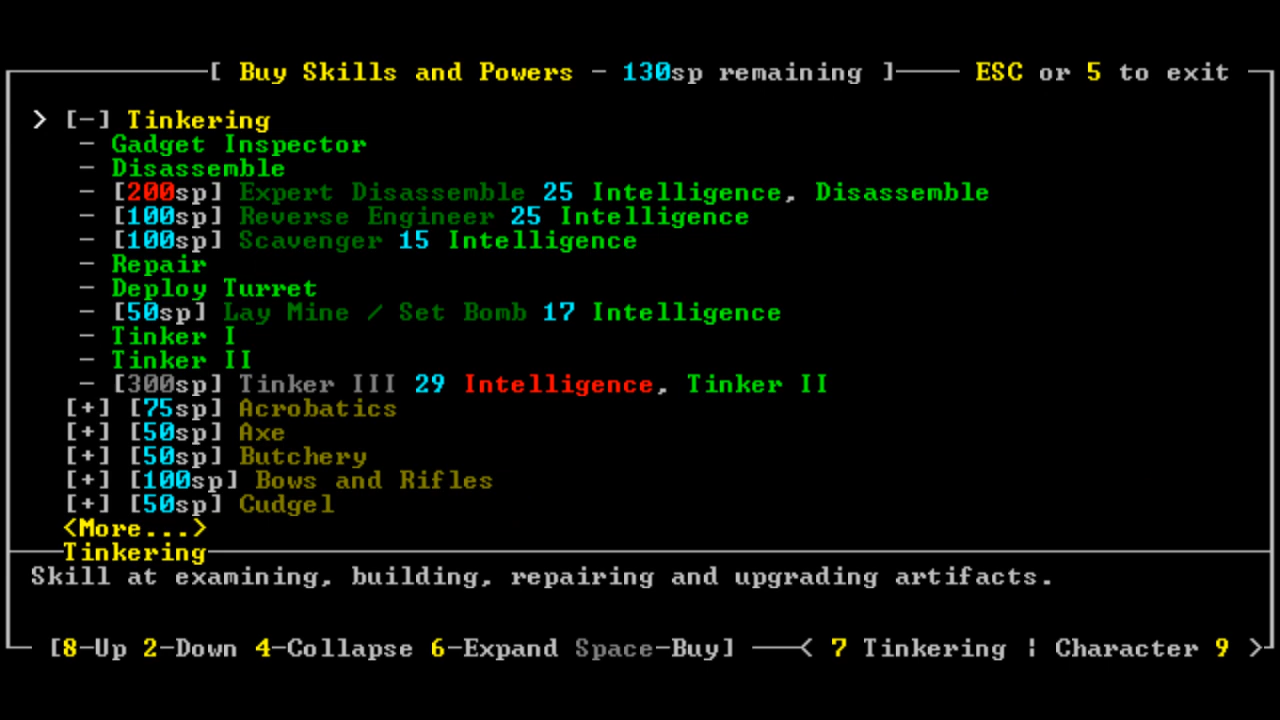 [ Buy Skills and Powers - 130sp remaining ] ESC or 5 to exit
> [-] Tinkering
- Gadget Inspector
- Disassemble
- [200sp] Expert Disassemble 25 Intelligence, Disassemble
- [100sp] Reverse Engineer 25 Intelligence
- [100sp] Scavenger 15 Intelligence
- Repair
- Deploy Turret
- [50sp] Lay Mine / Set Bomb 17 Intelligence
- Tinker I
- Tinker II
- [300sp] Tinker III 29 Intelligence, Tinker II
[+] [75sp] Acrobatics
[+] [50sp] Axe
[+] [50sp] Butchery
[+] [100sp] Bows and Rifles
[+] [50sp] Cudgel
<More...>
Tinkering
Skill at examining, building, repairing and upgrading artifacts.
[8-Up 2-Down 4-Collapse 6-Expand Space-Buy] < 7 Tinkering ¦ Character 9 >